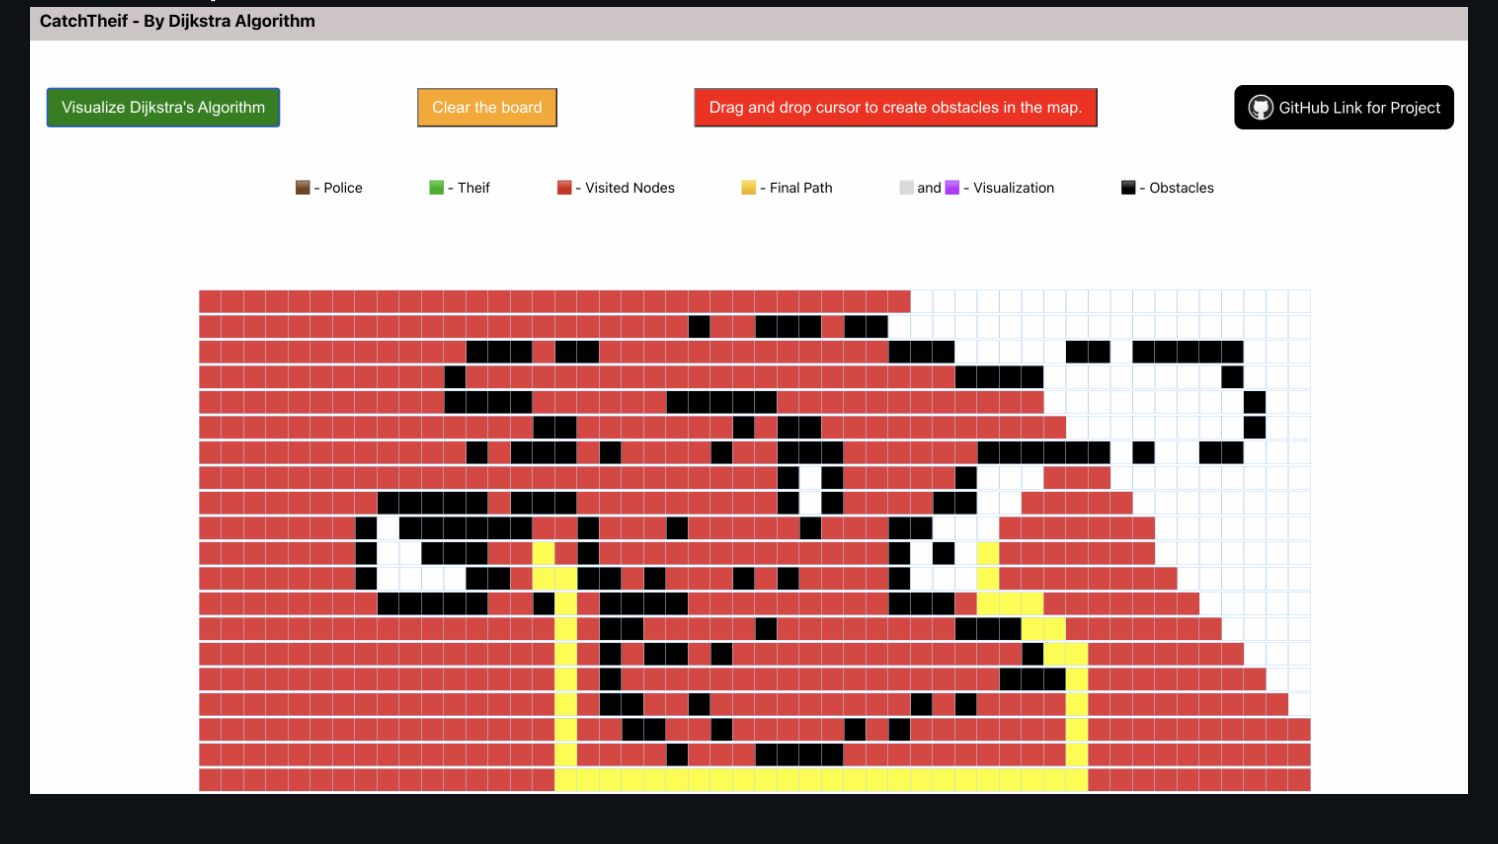 CatchTheif - By Dijkstra Algorithm
Visualize Dijkstra's Algorithm
Clear the board
Drag and drop cursor to create obstacles in the map.
GitHub Link for Project
- Police
- Theif
- Visited Nodes
- Final Path
and - Visualization
- Obstacles